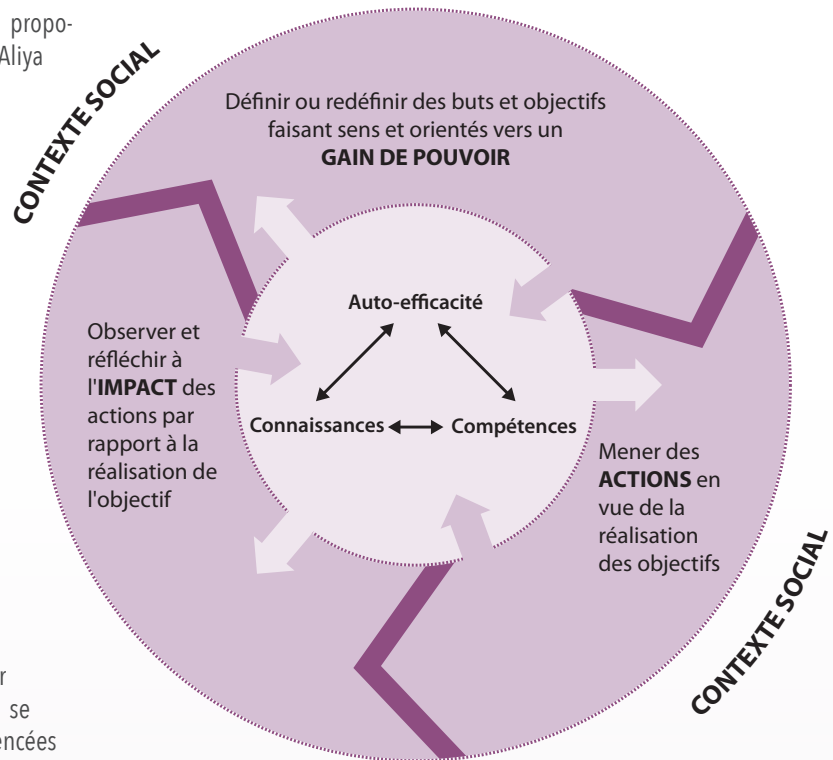 propo-
Aliya
CONTEXTE SOCIAL
Définir ou redéfinir des buts et objectifs
faisant sens et orientés vers un
GAIN DE POUVOIR
Auto-efficacité
Connaissances
Compétences
Observer et
réfléchir à
l'IMPACT des
actions par
rapport à la
réalisation de
l'objectif
Mener des
ACTIONS en
vue de la
réalisation
des objectifs
CONTEXTE SOCIAL
r
se
encées